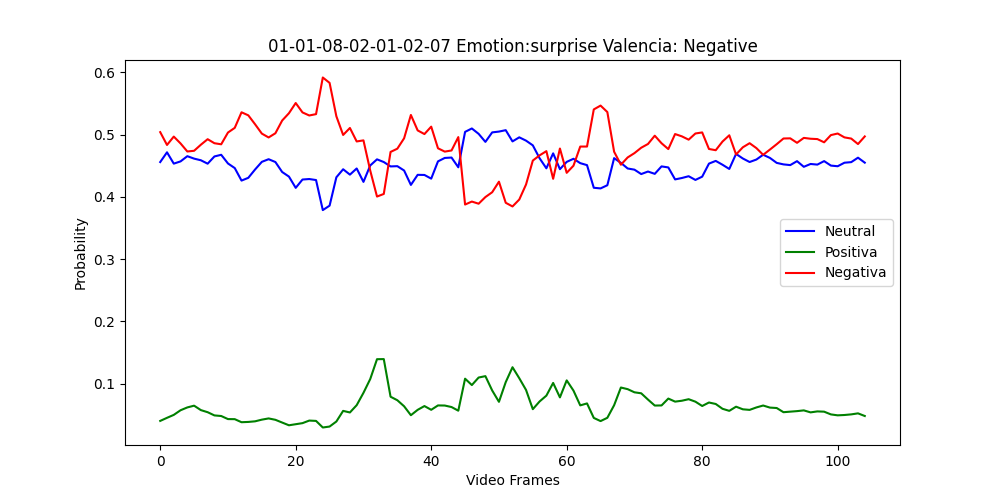 01-01-08-02-01-02-07 Emotion:surprise Valencia: Negative
0.6
0.5
0.4
0.3
0.2
0.1
Probability
Neutral
Positiva
Negativa
0 20 40 60 80 100
Video Frames